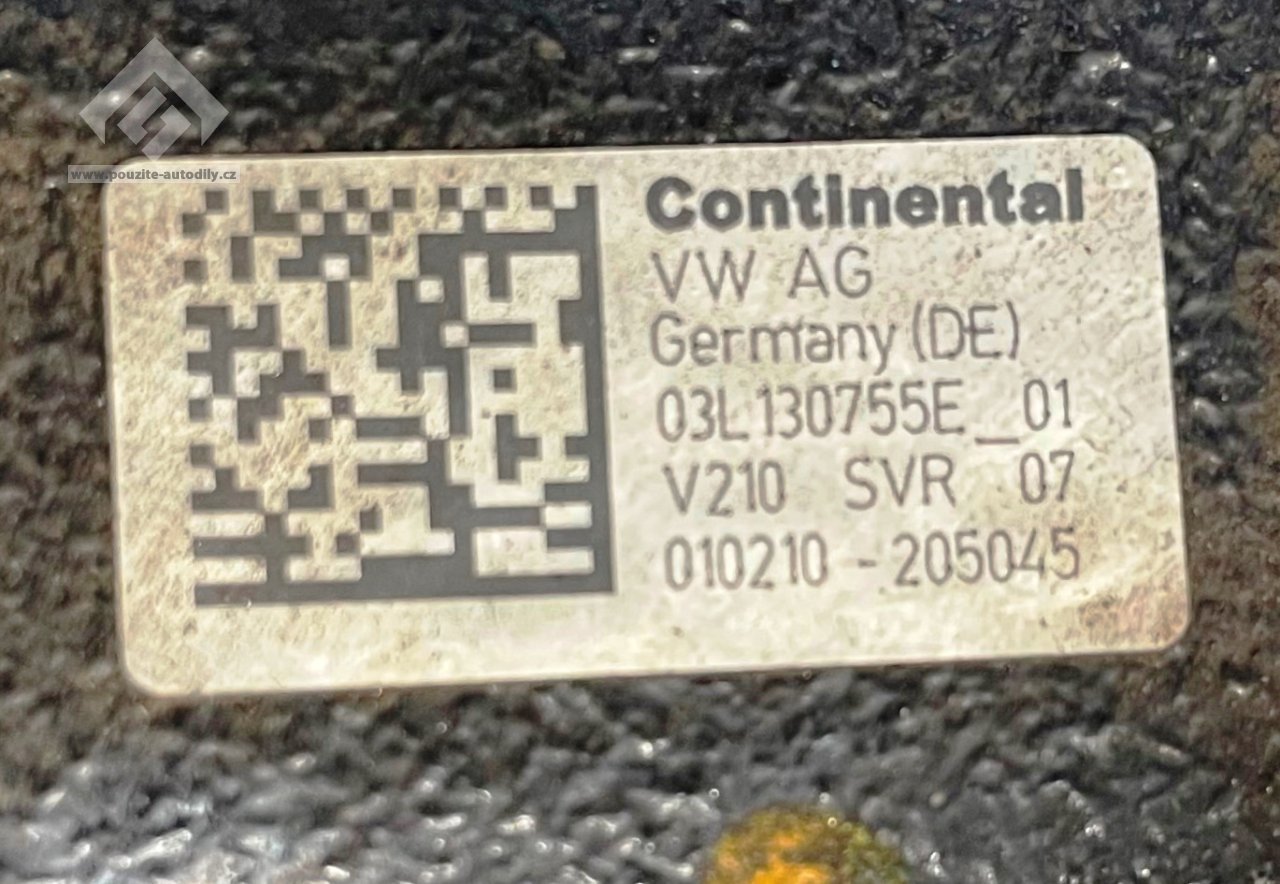 www.pouzite-autodily.cz
Continental
VW AG
Germany (DE)
03L130755E_01
V210 SVR 07
010210 - 205045